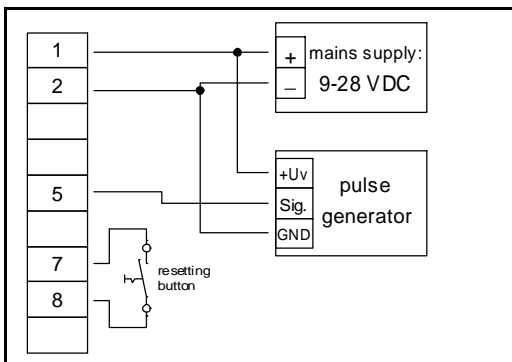 1
2
5
7
8
+
−
mains supply:
9-28 VDC
+Uv
Sig.
GND
pulse
generator
resetting
button